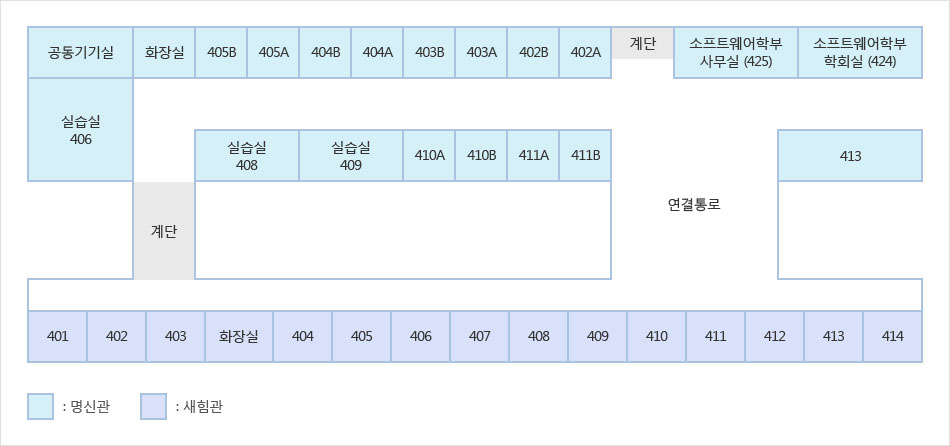 공통기기실
화장실
405B
405A
404B
404A
403B
403A
402B
402A
계단
소프트웨어학부
사무실 (425)
소프트웨어학부
학회실 (424)
실습실
406
실습실
408
실습실
409
410A
410B
411A
411B
413
계단
연결통로
401
402
403
화장실
404
405
406
407
408
409
410
411
412
413
414
: 명신관
: 새힘관